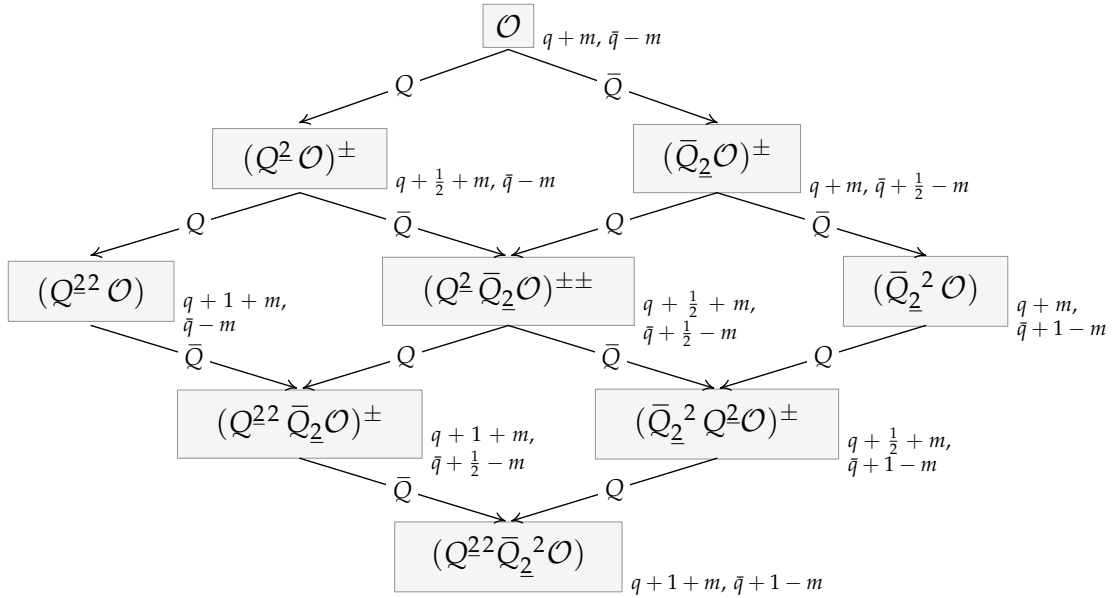 𝒪 q + m, q̄ − m
Q Q̄
(Q^2̲ 𝒪)^± q + 1/2 + m, q̄ − m
(Q̄_2̲ 𝒪)^± q + m, q̄ + 1/2 − m
Q Q̄ Q Q̄
(Q^2̲ ² 𝒪) q + 1 + m,
q̄ − m
(Q^2̲ Q̄_2̲ 𝒪)^±± q + 1/2 + m,
q̄ + 1/2 − m
(Q̄_2̲ ² 𝒪) q + m,
q̄ + 1 − m
Q̄ Q Q̄ Q
(Q^2̲ ² Q̄_2̲ 𝒪)^± q + 1 + m,
q̄ + 1/2 − m
(Q̄_2̲ ² Q^2̲ 𝒪)^± q + 1/2 + m,
q̄ + 1 − m
Q̄ Q
(Q^2̲ ² Q̄_2̲ ² 𝒪) q + 1 + m, q̄ + 1 − m